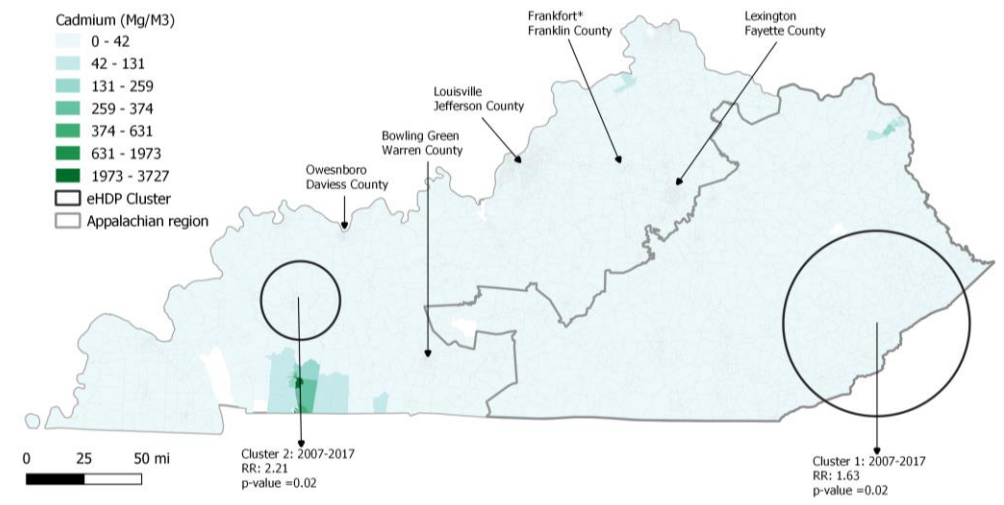 Cadmium (Mg/M3)
0 - 42
42 - 131
131 - 259
259 - 374
374 - 631
631 - 1973
1973 - 3727
eHDP Cluster
Appalachian region
Frankfort*
Franklin County
Lexington
Fayette County
Louisville
Jefferson County
Bowling Green
Warren County
Owesnboro
Daviess County
0 25 50 mi
Cluster 2: 2007-2017
RR: 2.21
p-value =0.02
Cluster 1: 2007-2017
RR: 1.63
p-value =0.02